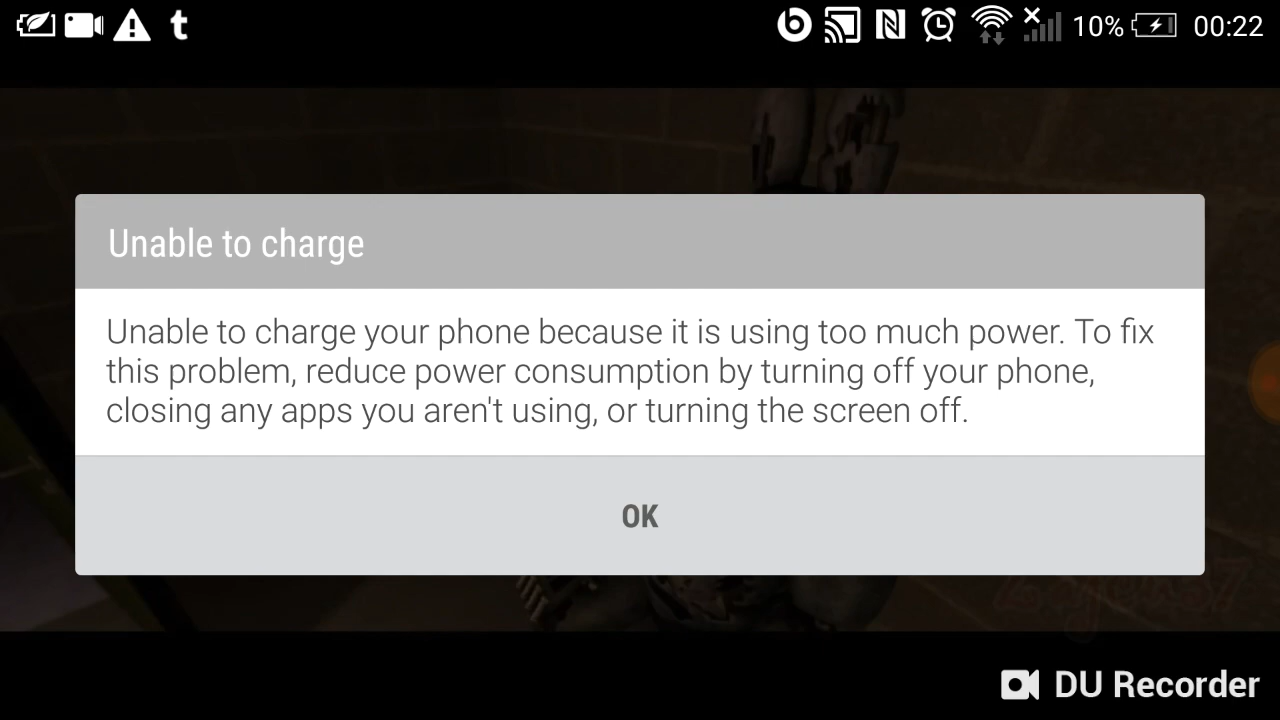 t 10% 00:22
Unable to charge
Unable to charge your phone because it is using too much power. To fix
this problem, reduce power consumption by turning off your phone,
closing any apps you aren't using, or turning the screen off.
OK
DU Recorder